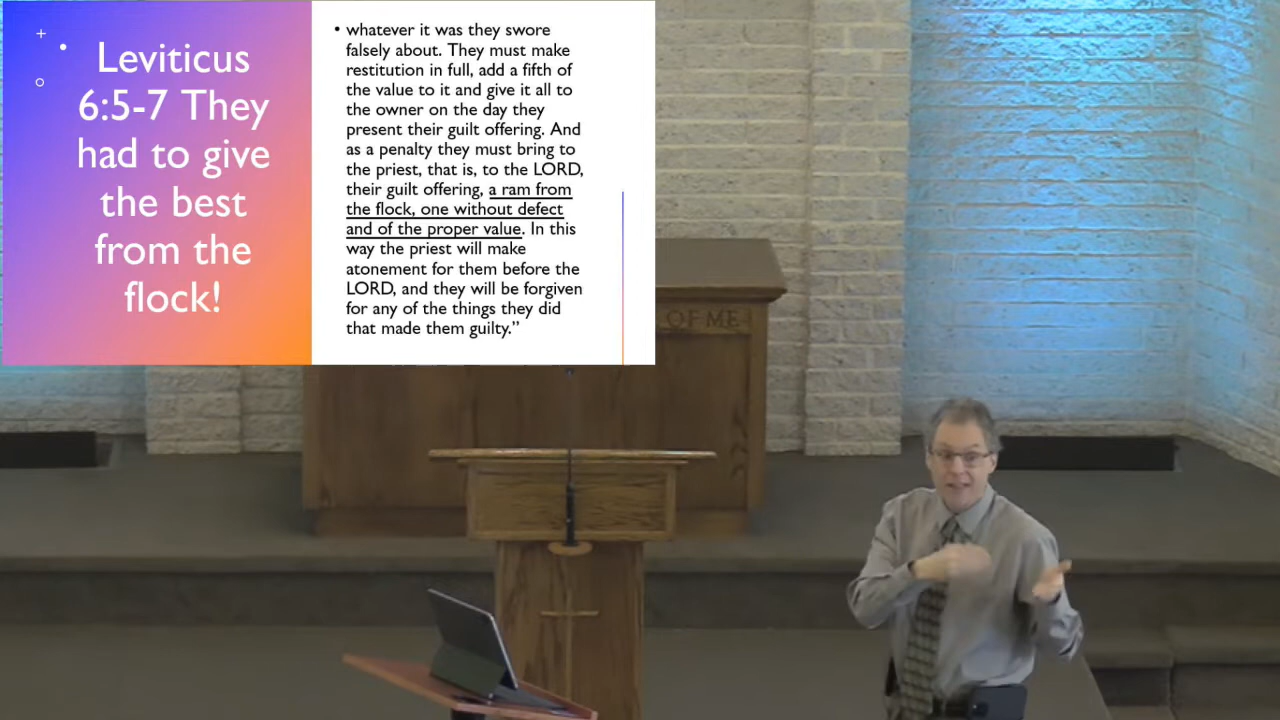 Leviticus
6:5-7 They
had to give
the best
from the
flock!
• whatever it was they swore
falsely about. They must make
restitution in full, add a fifth of
the value to it and give it all to
the owner on the day they
present their guilt offering. And
as a penalty they must bring to
the priest, that is, to the LORD,
their guilt offering, a ram from
the flock, one without defect
and of the proper value. In this
way the priest will make
atonement for them before the
LORD, and they will be forgiven
for any of the things they did
that made them guilty.”
OF ME